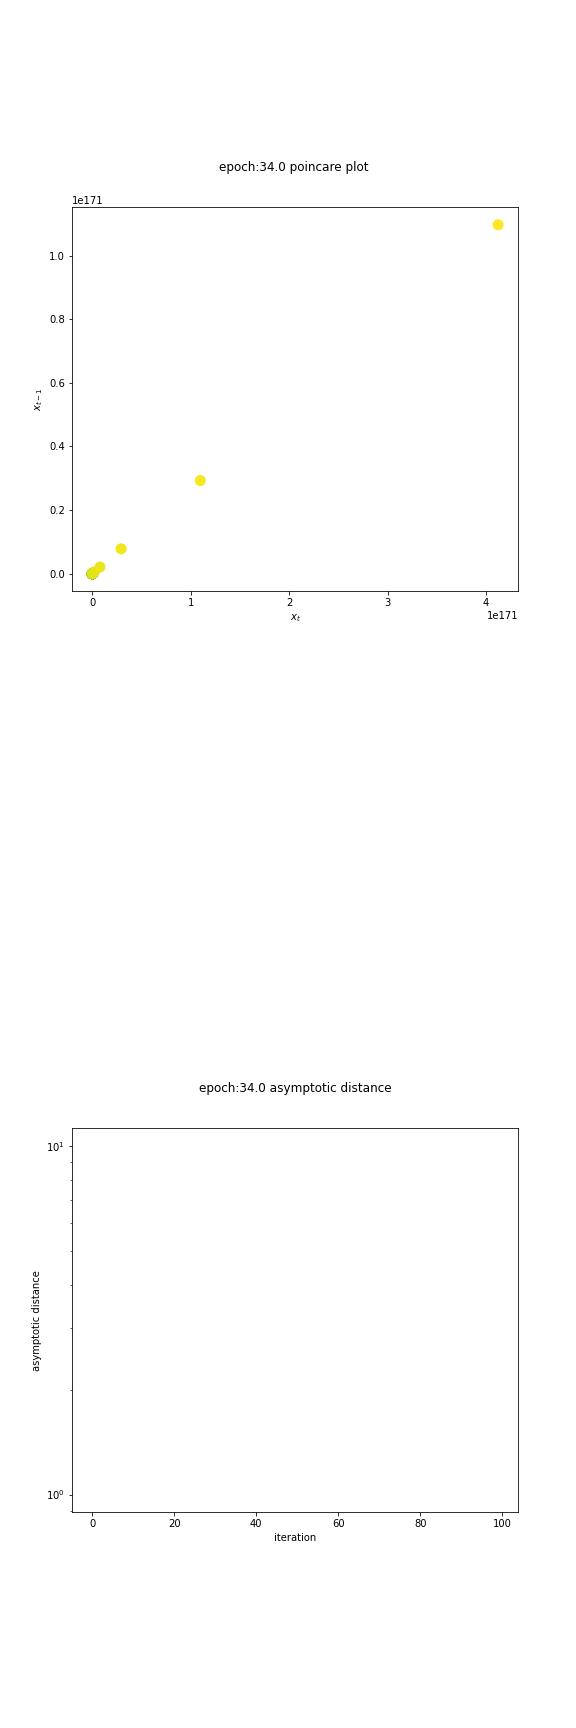 epoch:34.0 poincare plot
1e171
1.0
0.8
0.6
0.4
0.2
0.0
x_{t-1}
0 1 2 3 4
x_t 1e171
epoch:34.0 asymptotic distance
10^1
10^0
asymptotic distance
0 20 40 60 80 100
iteration